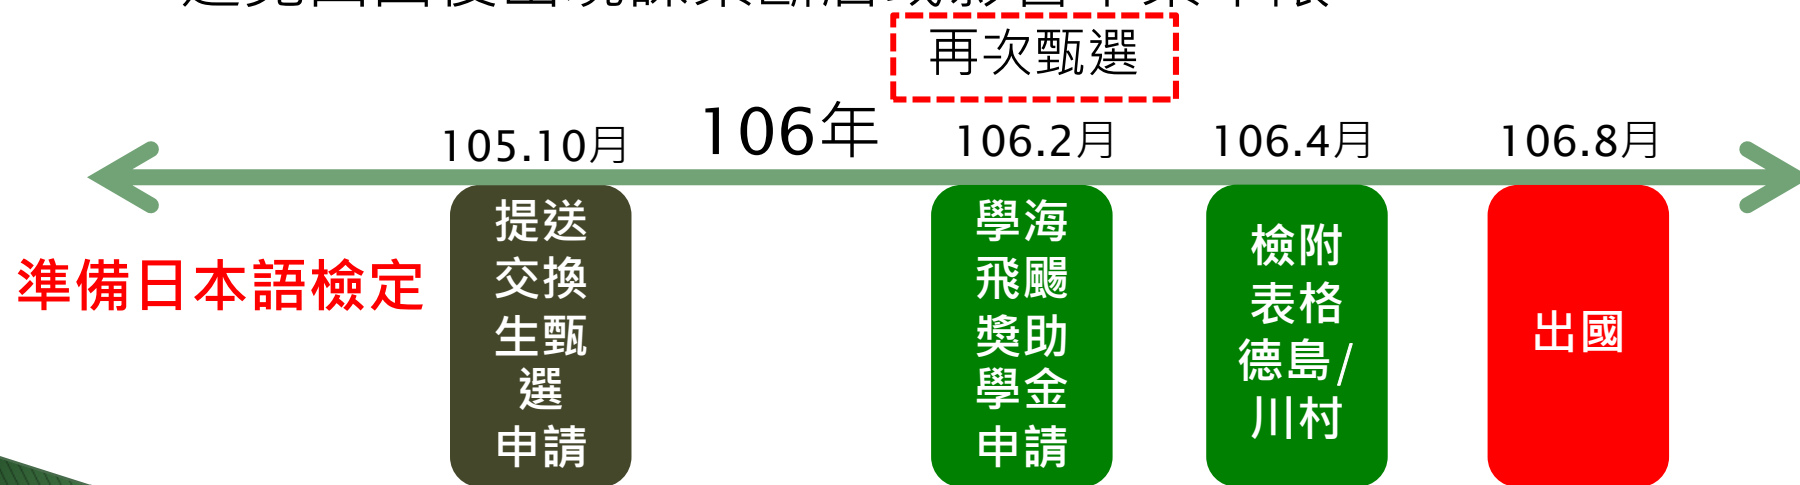 再次甄選
105.10月
106年
106.2月
106.4月
106.8月
準備日本語檢定
提送
交換
生甄
選
申請
學海
飛颺
獎助
學金
申請
檢附
表格
德島/
川村
出國